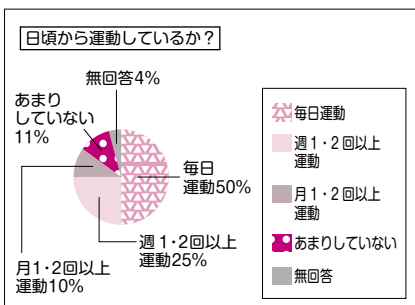 日頃から運動しているか？
無回答4%
あまり
していない
11%
毎日
運動50%
週1・2回以上
運動25%
月1・2回以上
運動10%
毎日運動
週1・2回以上
運動
月1・2回以上
運動
あまりしていない
無回答